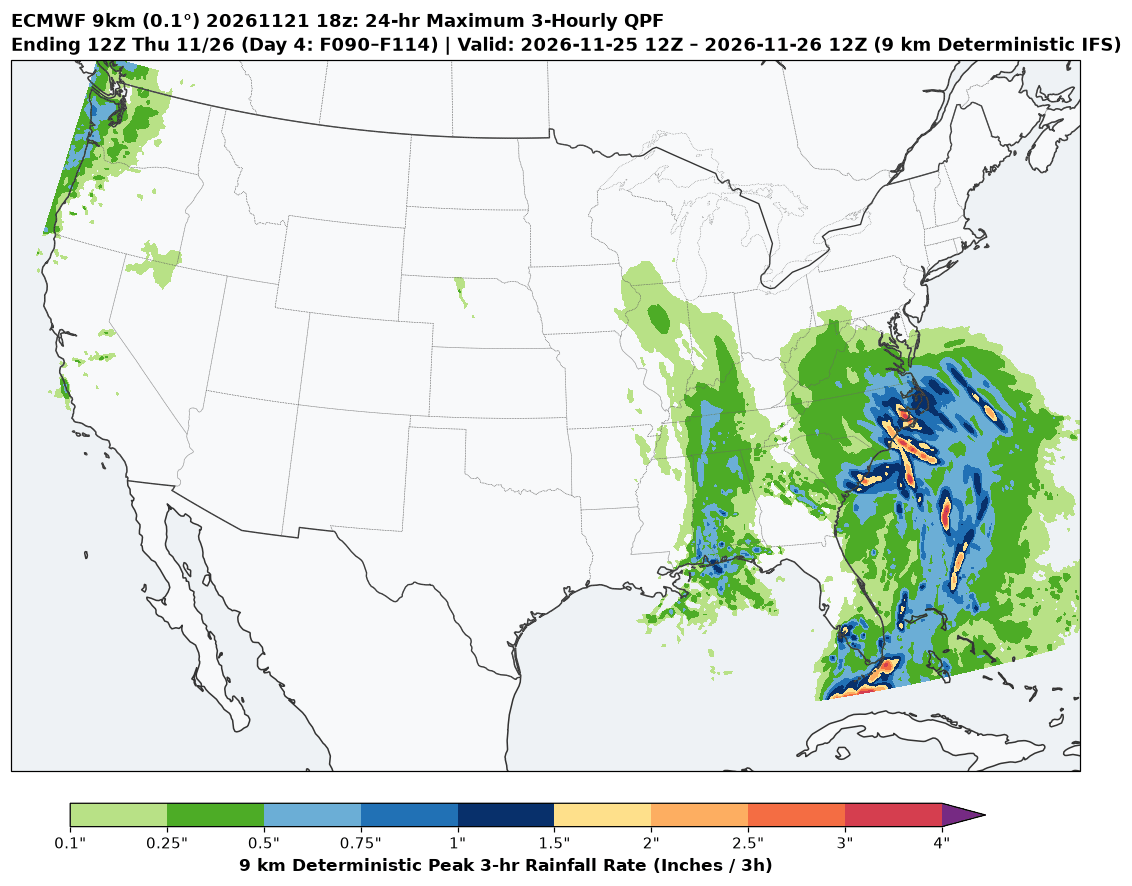 ECMWF 9km (0.1°) 20261121 18z: 24-hr Maximum 3-Hourly QPF
Ending 12Z Thu 11/26 (Day 4: F090–F114) | Valid: 2026-11-25 12Z – 2026-11-26 12Z (9 km Deterministic IFS)
0.1" 0.25" 0.5" 0.75" 1" 1.5" 2" 2.5" 3" 4"
9 km Deterministic Peak 3-hr Rainfall Rate (Inches / 3h)